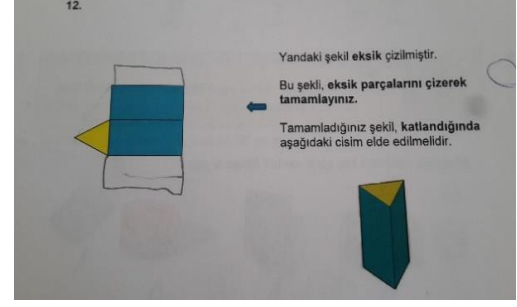 12.
Yandaki şekil eksik çizilmiştir.
Bu şekli, eksik parçalarını çizerek
tamamlayınız.
Tamamladığınız şekil, katlandığında
aşağıdaki cisim elde edilmelidir.